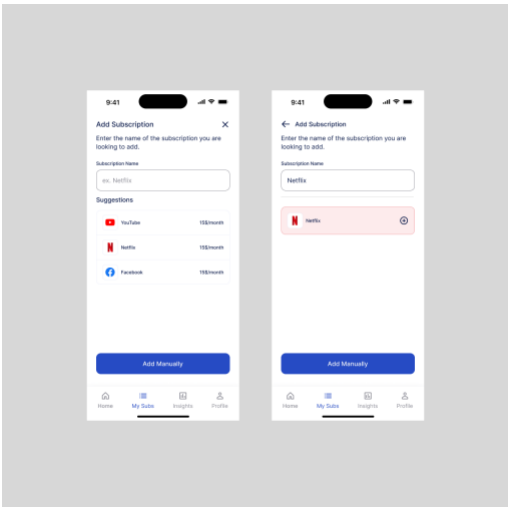 9:41
Add Subscription
Enter the name of the subscription you are
looking to add.
Subscription Name
ex. Netflix
Suggestions
YouTube 15$/month
Netflix 15$/month
Facebook 15$/month
Add Manually
Home My Subs Insights Profile
9:41
Add Subscription
Enter the name of the subscription you are
looking to add.
Subscription Name
Netflix
Netflix
Add Manually
Home My Subs Insights Profile